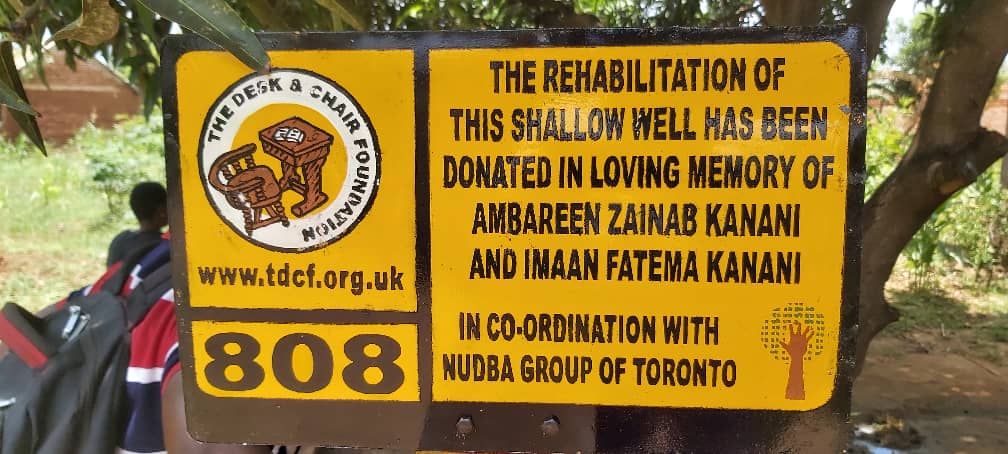 THE DESK & CHAIR FOUNDATION
www.tdcf.org.uk
808
THE REHABILITATION OF
THIS SHALLOW WELL HAS BEEN
DONATED IN LOVING MEMORY OF
AMBAREEN ZAINAB KANANI
AND IMAAN FATEMA KANANI
IN CO-ORDINATION WITH
NUDBA GROUP OF TORONTO